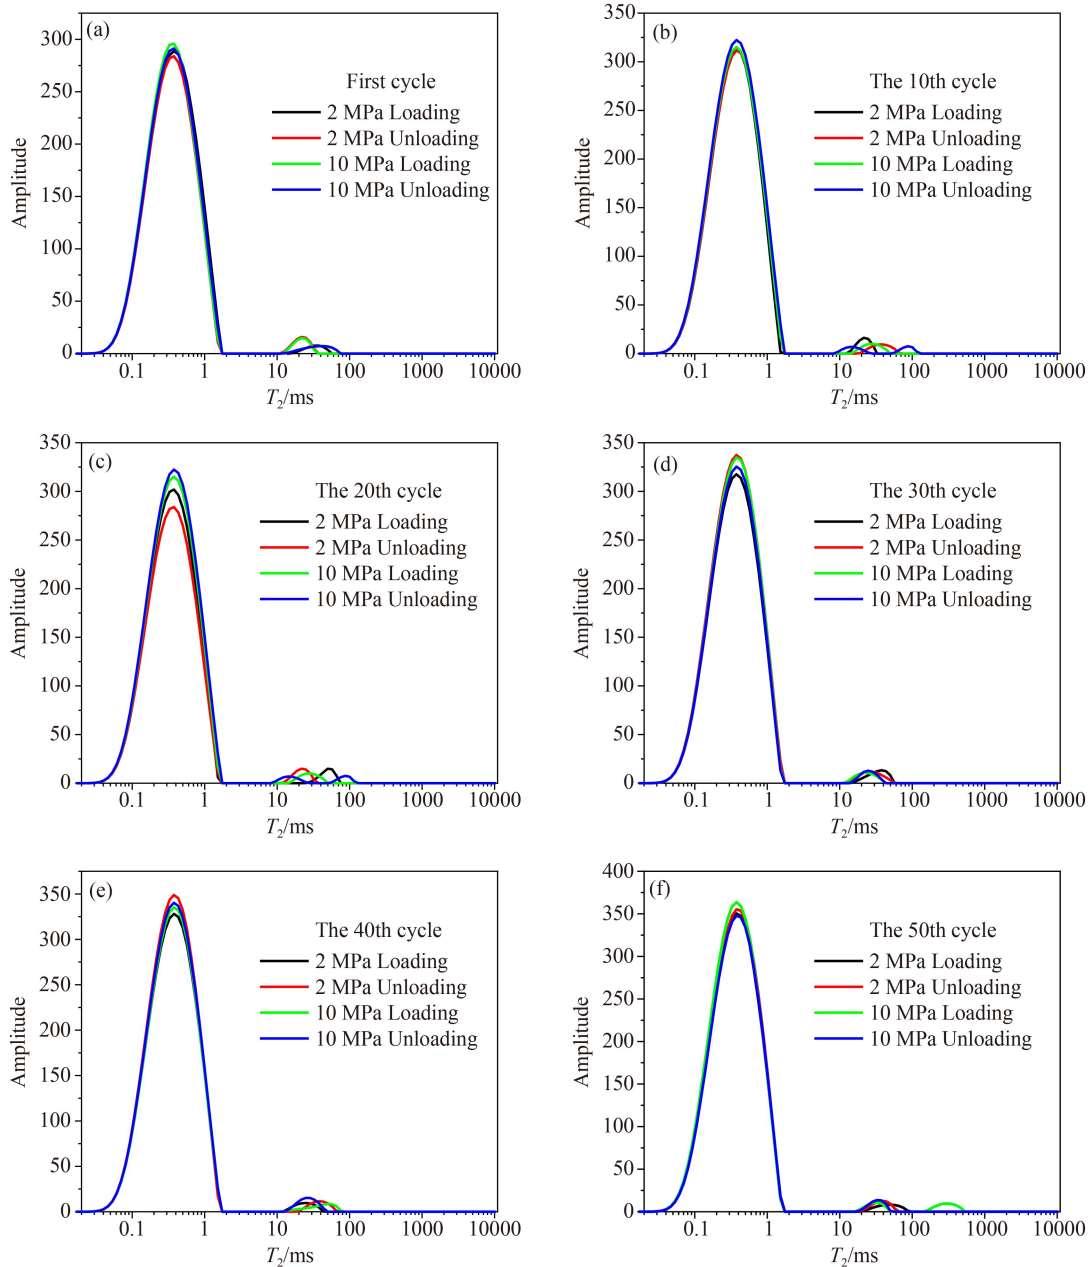 (a)
First cycle
2 MPa Loading
2 MPa Unloading
10 MPa Loading
10 MPa Unloading
Amplitude
300
250
200
150
100
50
0
0.1 1 10 100 1000 10000
T2/ms
(b)
The 10th cycle
2 MPa Loading
2 MPa Unloading
10 MPa Loading
10 MPa Unloading
Amplitude
350
300
250
200
150
100
50
0
0.1 1 10 100 1000 10000
T2/ms
(c)
The 20th cycle
2 MPa Loading
2 MPa Unloading
10 MPa Loading
10 MPa Unloading
Amplitude
350
300
250
200
150
100
50
0
0.1 1 10 100 1000 10000
T2/ms
(d)
The 30th cycle
2 MPa Loading
2 MPa Unloading
10 MPa Loading
10 MPa Unloading
Amplitude
350
300
250
200
150
100
50
0
0.1 1 10 100 1000 10000
T2/ms
(e)
The 40th cycle
2 MPa Loading
2 MPa Unloading
10 MPa Loading
10 MPa Unloading
Amplitude
350
300
250
200
150
100
50
0
0.1 1 10 100 1000 10000
T2/ms
(f)
The 50th cycle
2 MPa Loading
2 MPa Unloading
10 MPa Loading
10 MPa Unloading
Amplitude
400
350
300
250
200
150
100
50
0
0.1 1 10 100 1000 10000
T2/ms